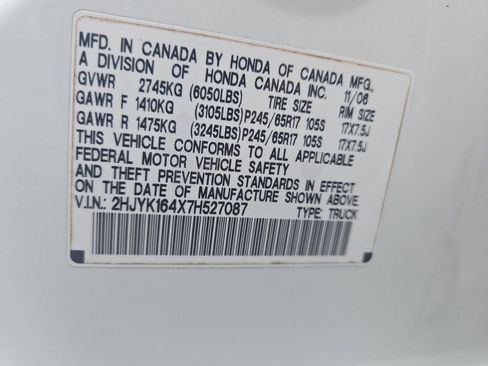 MFD. IN CANADA BY HONDA OF CANADA MFG.,
A DIVISION OF HONDA CANADA INC. 11/06
GVWR 2745KG (6050LBS) TIRE SIZE RIM SIZE
GAWR F 1410KG (3105LBS)P245/65R17 105S 17X7.5J
GAWR R 1475KG (3245LBS)P245/65R17 105S 17X7.5J
THIS VEHICLE CONFORMS TO ALL APPLICABLE
FEDERAL MOTOR VEHICLE SAFETY
AND THEFT PREVENTION STANDARDS IN EFFECT
ON THE DATE OF MANUFACTURE SHOWN ABOVE.
V.I.N.: 2HJYK164X7H527087 TYPE: TRUCK